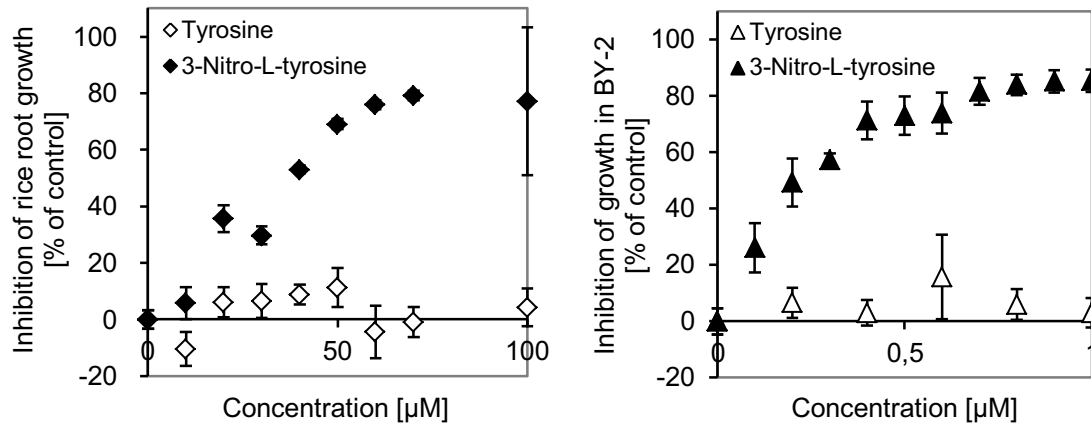 Inhibition of rice root growth
[% of control]
100
80
60
40
20
0
-20
Tyrosine
3-Nitro-L-tyrosine
0
50
100
Concentration [µM]
Inhibition of growth in BY-2
[% of control]
100
80
60
40
20
0
-20
Tyrosine
3-Nitro-L-tyrosine
0
0,5
1
Concentration [µM]